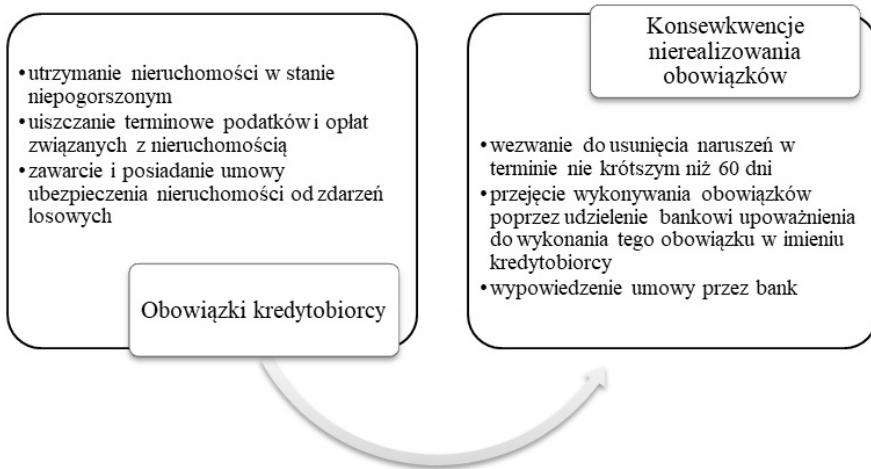 •utrzymanie nieruchomości w stanie
niepogorszonym
•uiszczanie terminowe podatków i opłat
związanych z nieruchomością
•zawarcie i posiadanie umowy
ubezpieczenia nieruchomości od zdarzeń
losowych
Obowiązki kredytobiorcy
Konsewkwencje
nierealizowania
obowiązków
•wezwanie do usunięcia naruszeń w
terminie nie krótszym niż 60 dni
•przejęcie wykonywania obowiązków
poprzez udzielenie bankowi upoważnienia
do wykonania tego obowiązku w imieniu
kredytobiorcy
•wypowiedzenie umowy przez bank